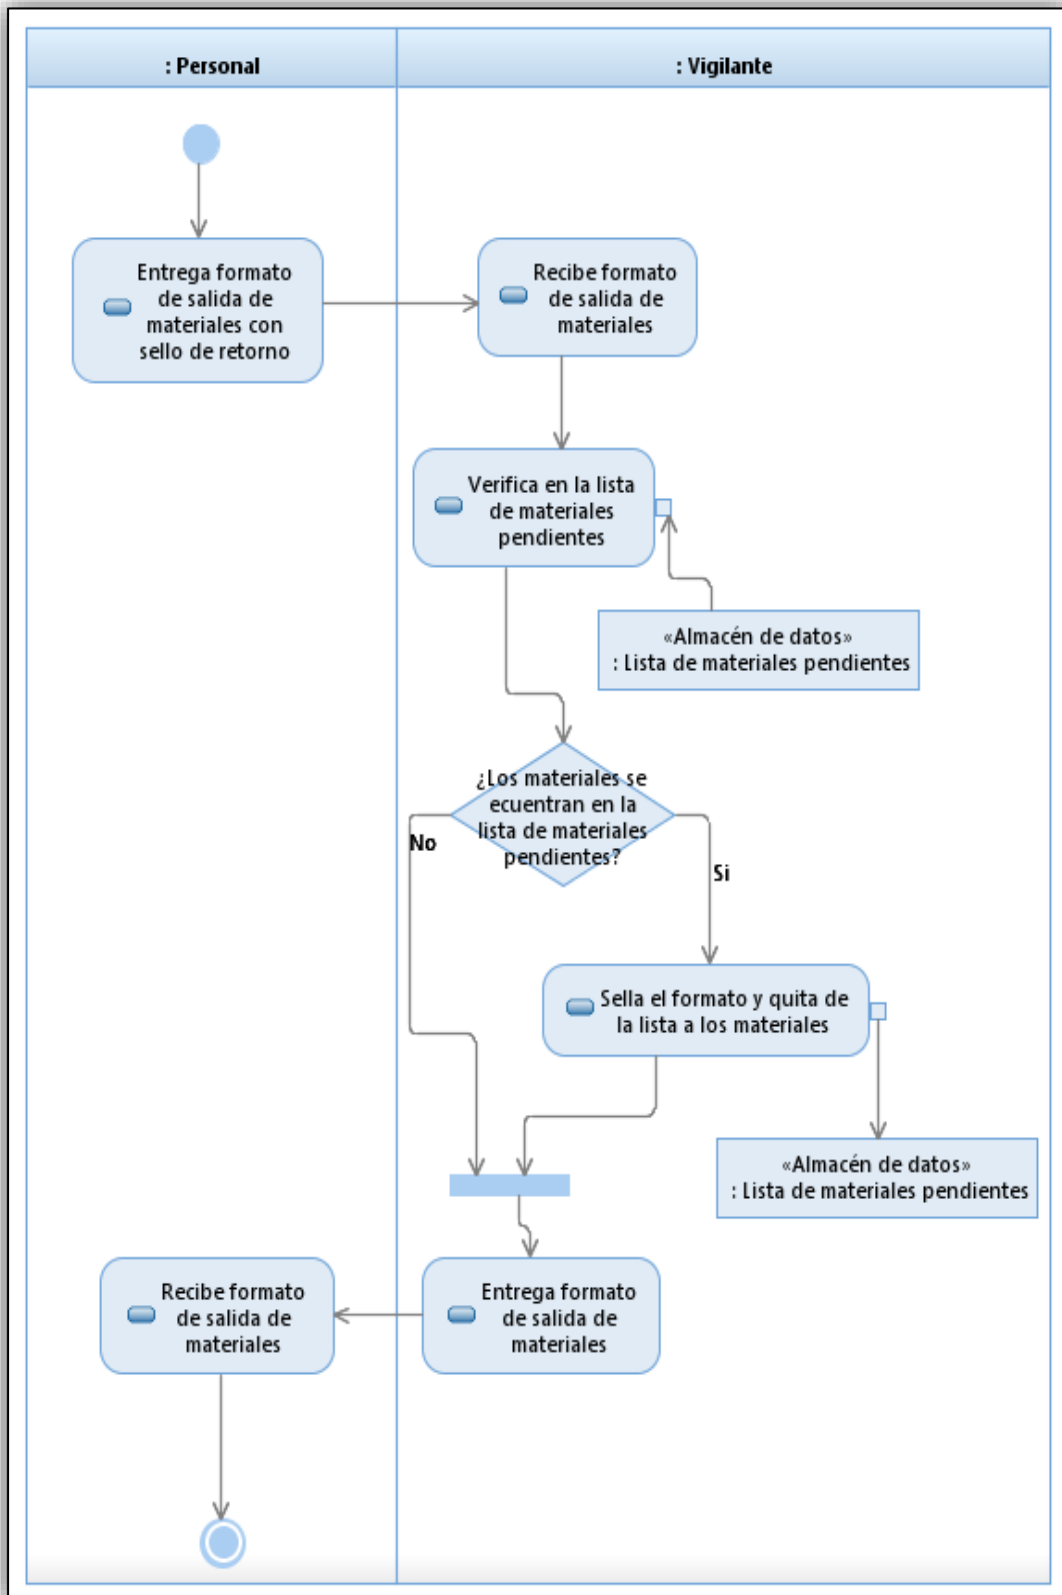 : Personal
: Vigilante
Entrega formato
de salida de
materiales con
sello de retorno
Recibe formato
de salida de
materiales
Verifica en la lista
de materiales
pendientes
«Almacén de datos»
: Lista de materiales pendientes
¿Los materiales se
ecuentran en la
lista de materiales
pendientes?
No
Si
Sella el formato y quita de
la lista a los materiales
«Almacén de datos»
: Lista de materiales pendientes
Recibe formato
de salida de
materiales
Entrega formato
de salida de
materiales